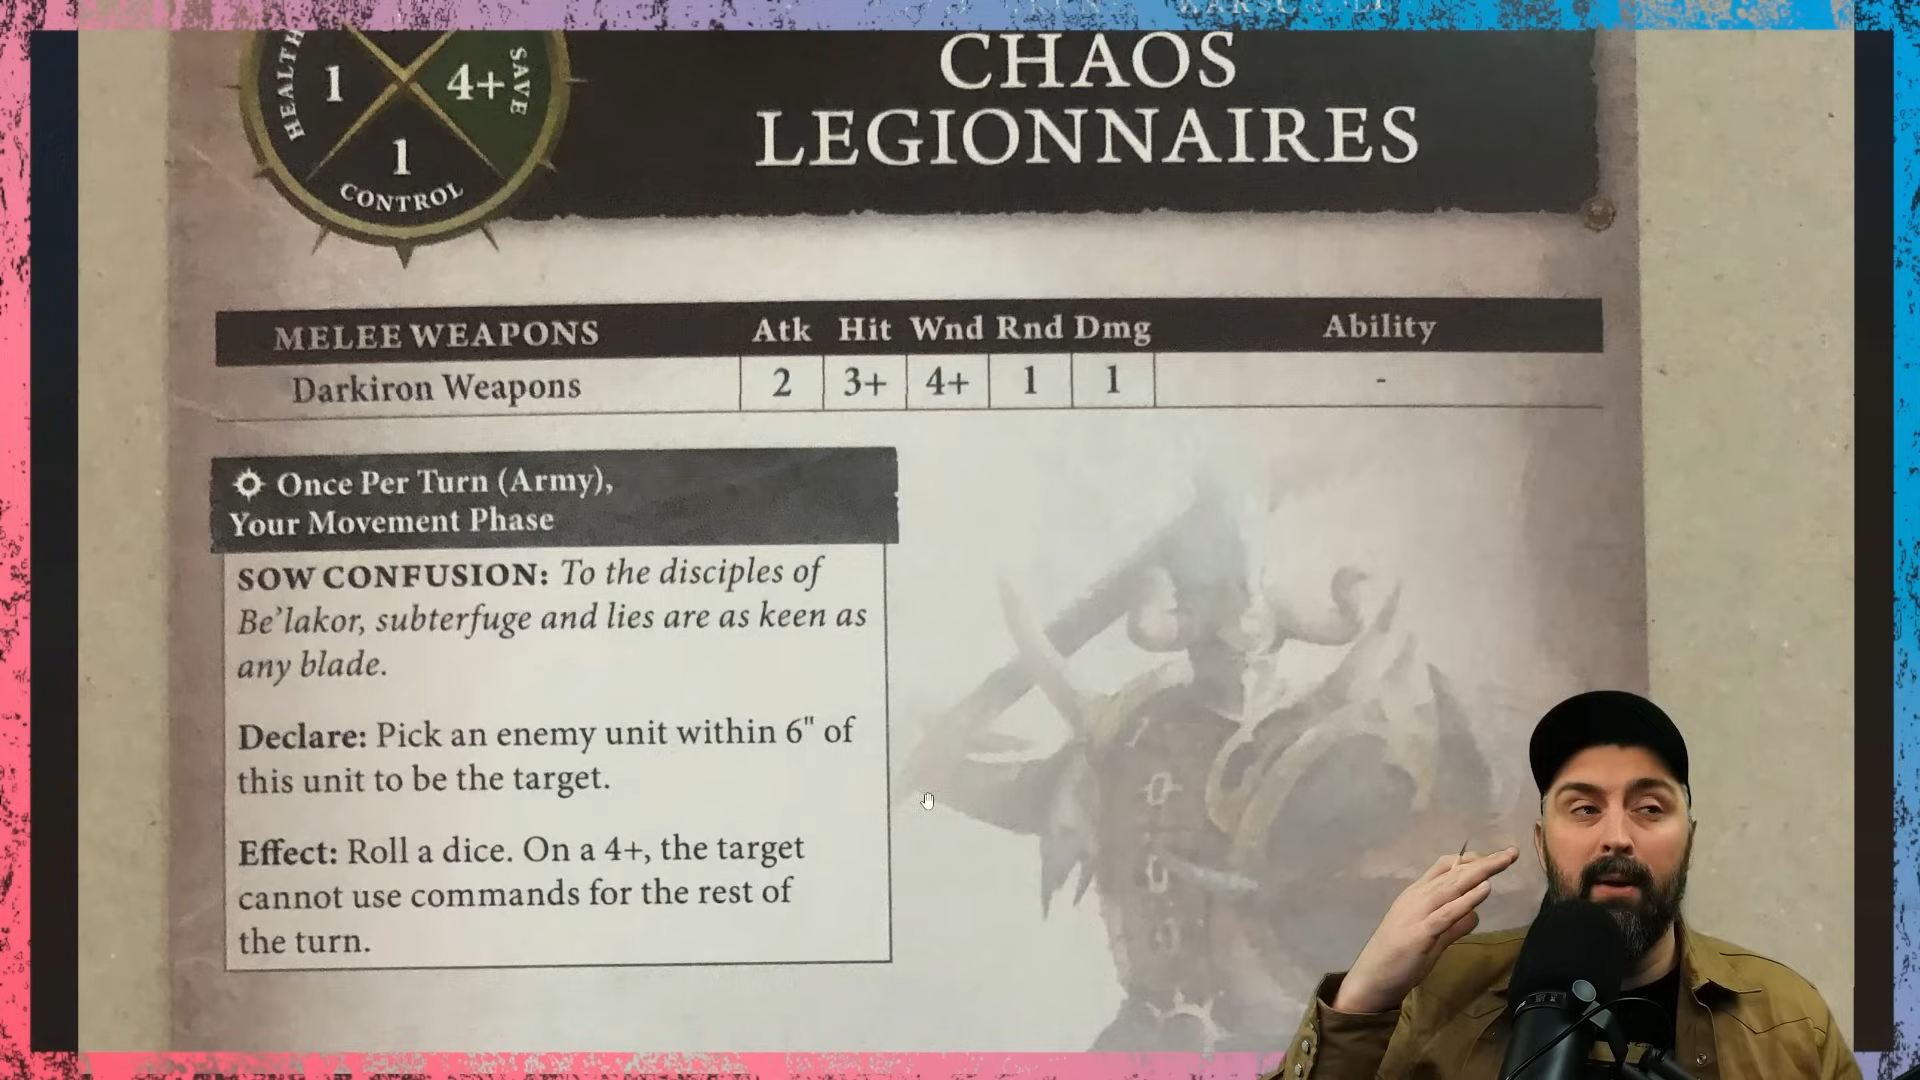 CHAOS
LEGIONNAIRES
HEALTH
1
4+
SAVE
1
CONTROL
MELEE WEAPONS Atk Hit Wnd Rnd Dmg Ability
Darkiron Weapons 2 3+ 4+ 1 1 -
Once Per Turn (Army),
Your Movement Phase
SOW CONFUSION: To the disciples of
Be'lakor, subterfuge and lies are as keen as
any blade.
Declare: Pick an enemy unit within 6" of
this unit to be the target.
Effect: Roll a dice. On a 4+, the target
cannot use commands for the rest of
the turn.